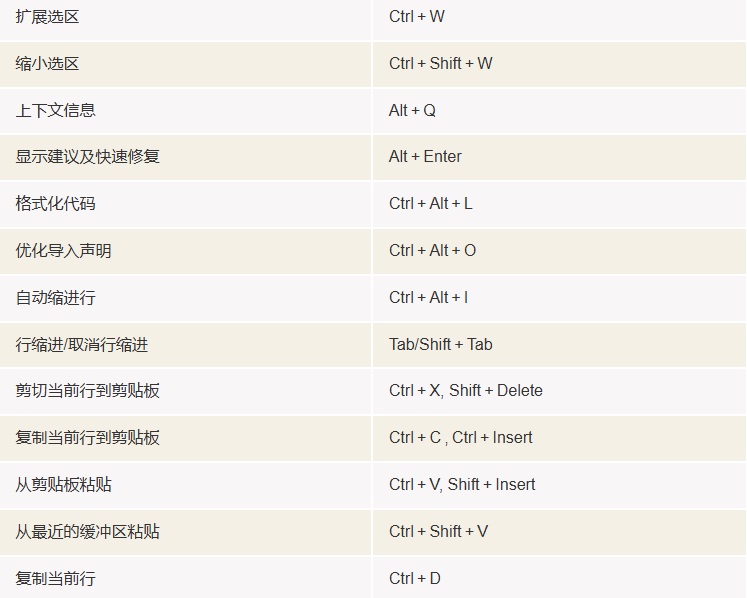 扩展选区 Ctrl + W
缩小选区 Ctrl + Shift + W
上下文信息 Alt + Q
显示建议及快速修复 Alt + Enter
格式化代码 Ctrl + Alt + L
优化导入声明 Ctrl + Alt + O
自动缩进行 Ctrl + Alt + I
行缩进/取消行缩进 Tab/Shift + Tab
剪切当前行到剪贴板 Ctrl + X, Shift + Delete
复制当前行到剪贴板 Ctrl + C , Ctrl + Insert
从剪贴板粘贴 Ctrl + V, Shift + Insert
从最近的缓冲区粘贴 Ctrl + Shift + V
复制当前行 Ctrl + D